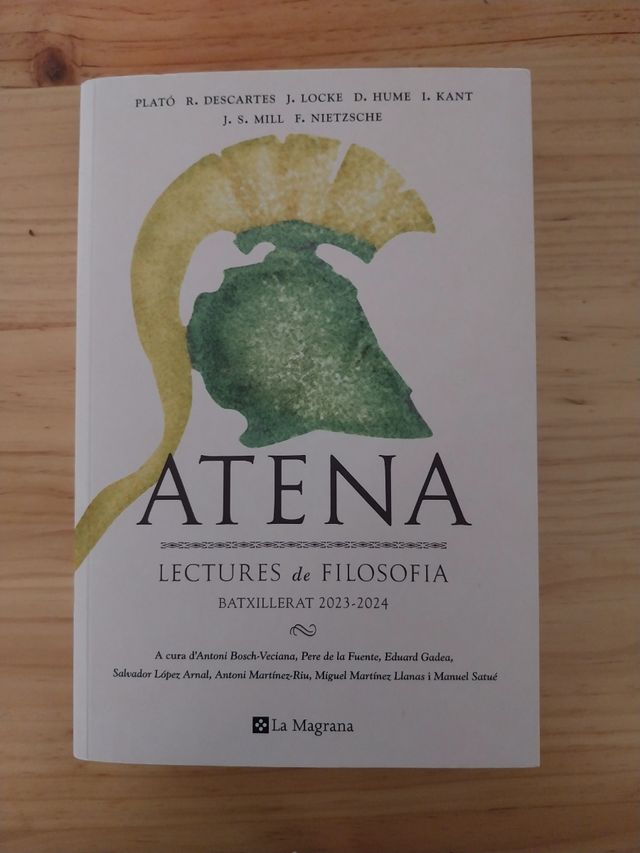 PLATÓ R. DESCARTES J. LOCKE D. HUME I. KANT
J. S. MILL F. NIETZSCHE
ATENA
LECTURES de FILOSOFIA
BATXILLERAT 2023-2024
A cura d'Antoni Bosch-Veciana, Pere de la Fuente, Eduard Gadea,
Salvador López Arnal, Antoni Martínez-Riu, Miguel Martínez Llanas i Manuel Satué
La Magrana